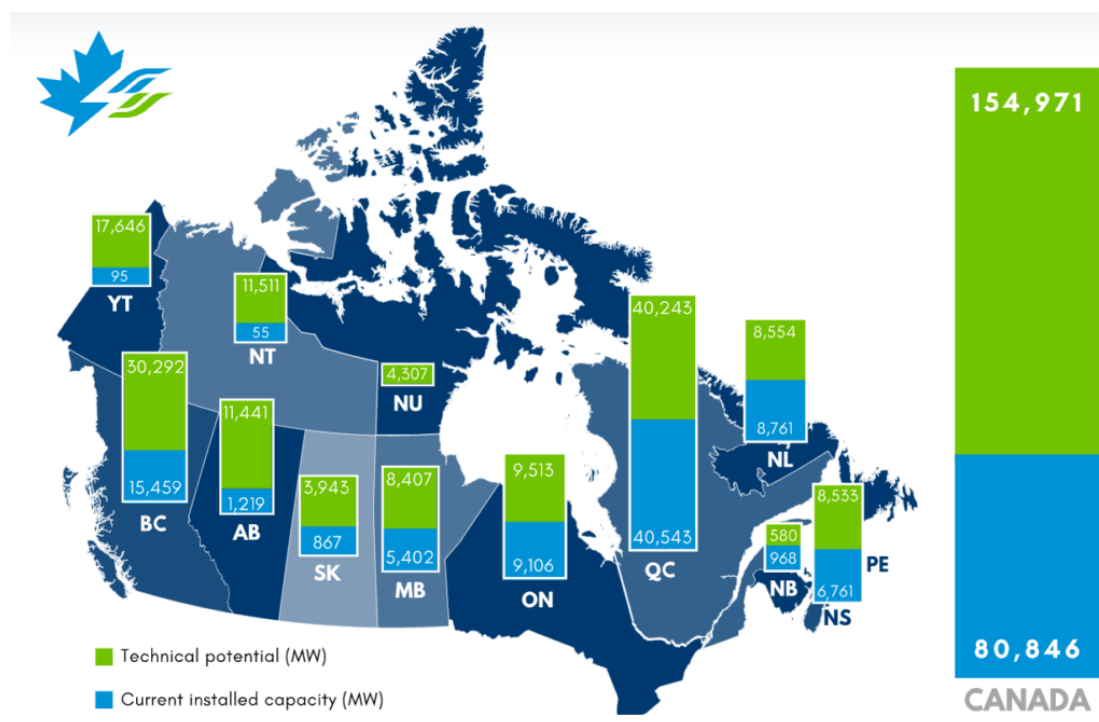 154,971
17,646
95
YT
11,511
55
NT
4,307
NU
40,243
40,543
QC
8,554
8,761
NL
30,292
15,459
BC
11,441
1,219
AB
3,943
867
SK
8,407
5,402
MB
9,513
9,106
ON
580
968
NB
8,533
6,761
NS
PE
Technical potential (MW)
Current installed capacity (MW)
80,846
CANADA